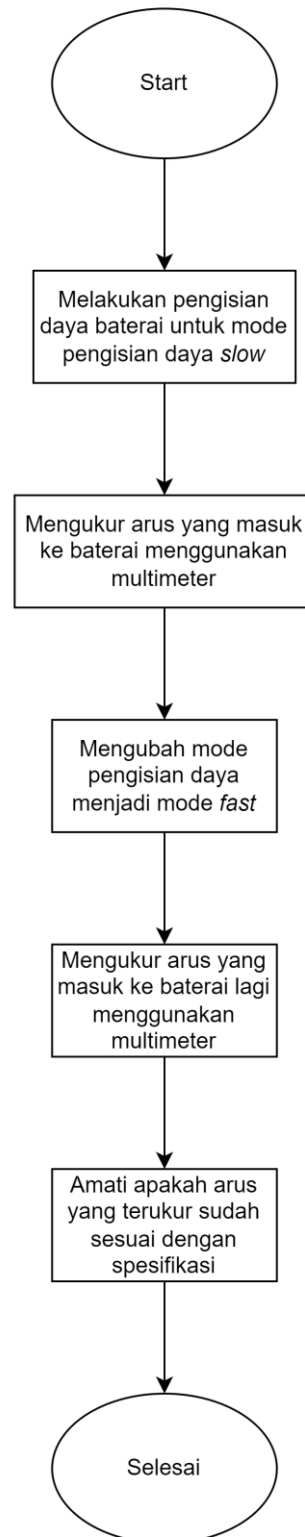 Start
Melakukan pengisian
daya baterai untuk mode
pengisian daya slow
Mengukur arus yang masuk
ke baterai menggunakan
multimeter
Mengubah mode
pengisian daya
menjadi mode fast
Mengukur arus yang
masuk ke baterai lagi
menggunakan
multimeter
Amati apakah arus
yang terukur sudah
sesuai dengan
spesifikasi
Selesai